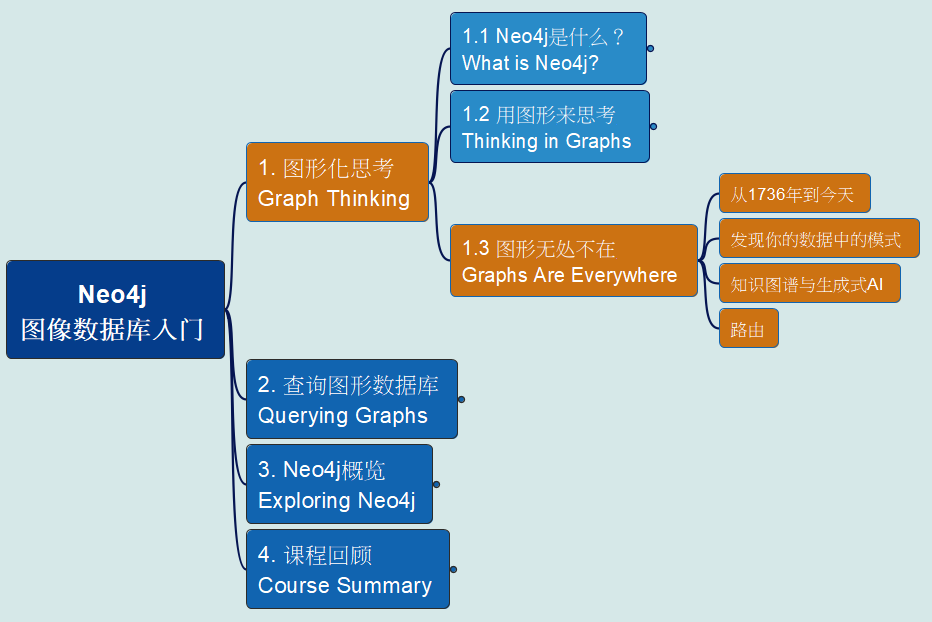 Neo4j
图像数据库入门
1. 图形化思考
Graph Thinking
1.1 Neo4j是什么？
What is Neo4j?
1.2 用图形来思考
Thinking in Graphs
1.3 图形无处不在
Graphs Are Everywhere
从1736年到今天
发现你的数据中的模式
知识图谱与生成式AI
路由
2. 查询图形数据库
Querying Graphs
3. Neo4j概览
Exploring Neo4j
4. 课程回顾
Course Summary